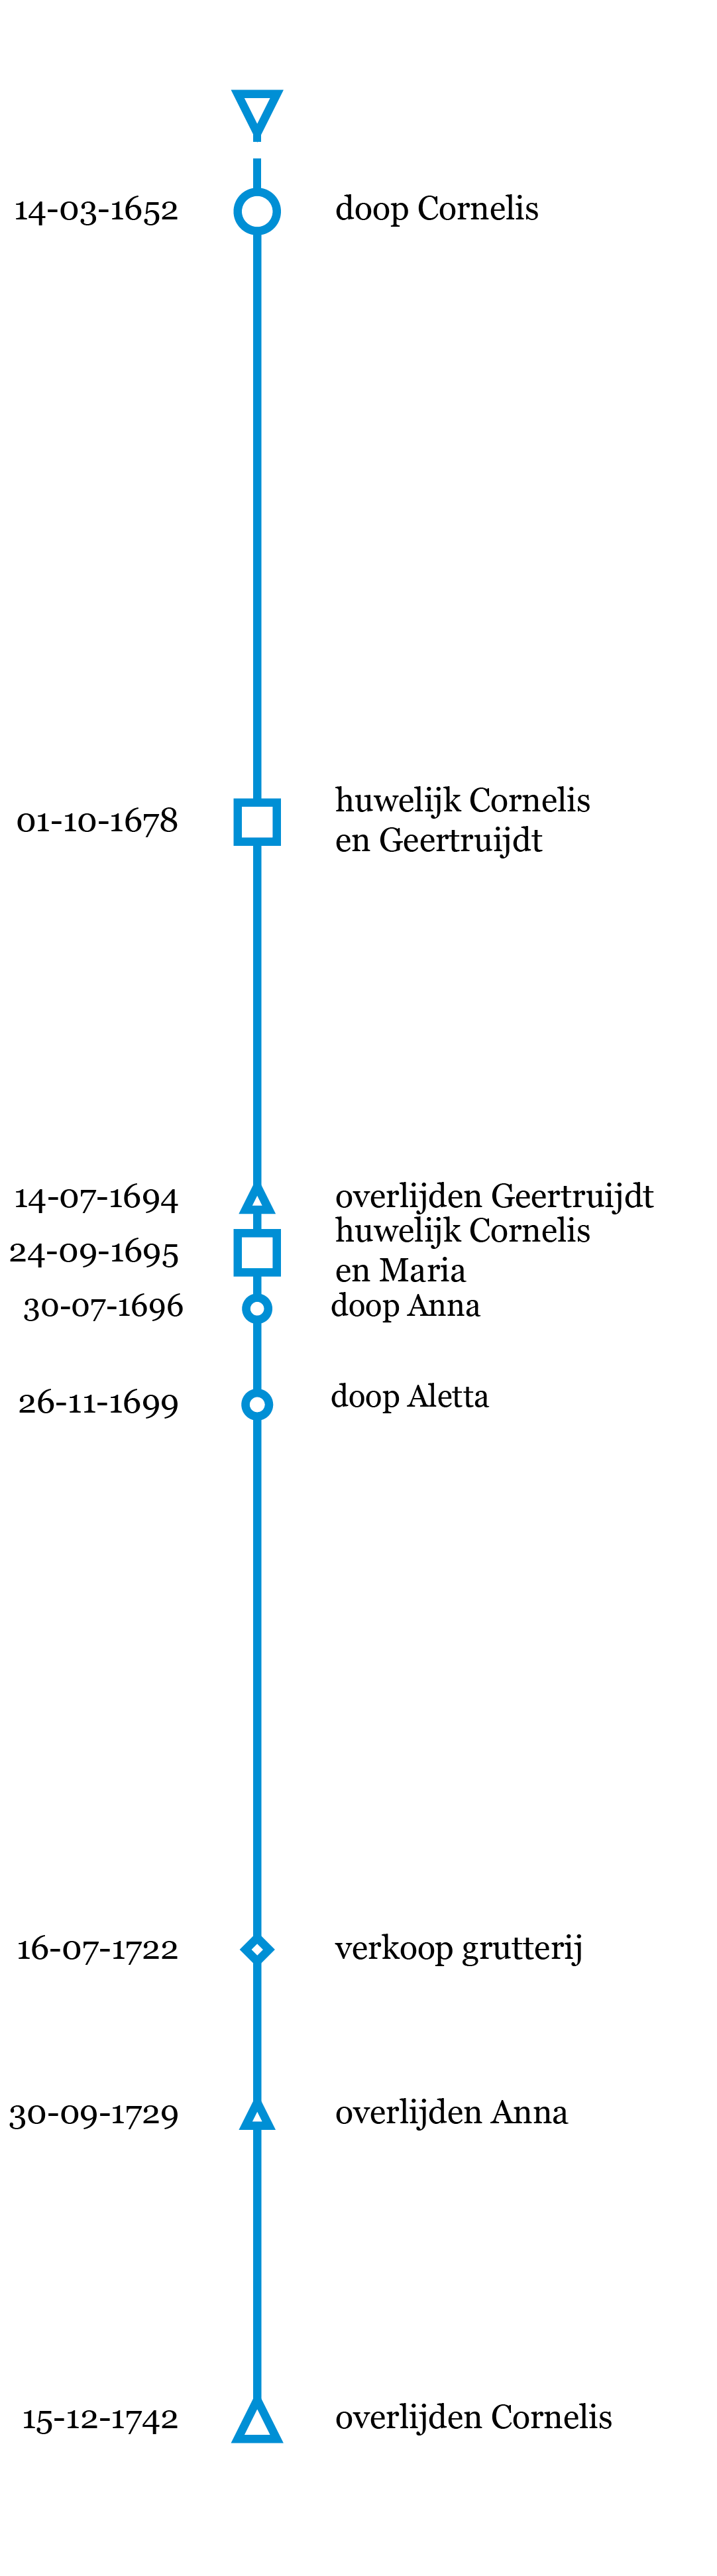 14-03-1652 doop Cornelis
01-10-1678 huwelijk Cornelis
en Geertruijdt
14-07-1694 overlijden Geertruijdt
24-09-1695 huwelijk Cornelis
en Maria
30-07-1696 doop Anna
26-11-1699 doop Aletta
16-07-1722 verkoop grutterij
30-09-1729 overlijden Anna
15-12-1742 overlijden Cornelis